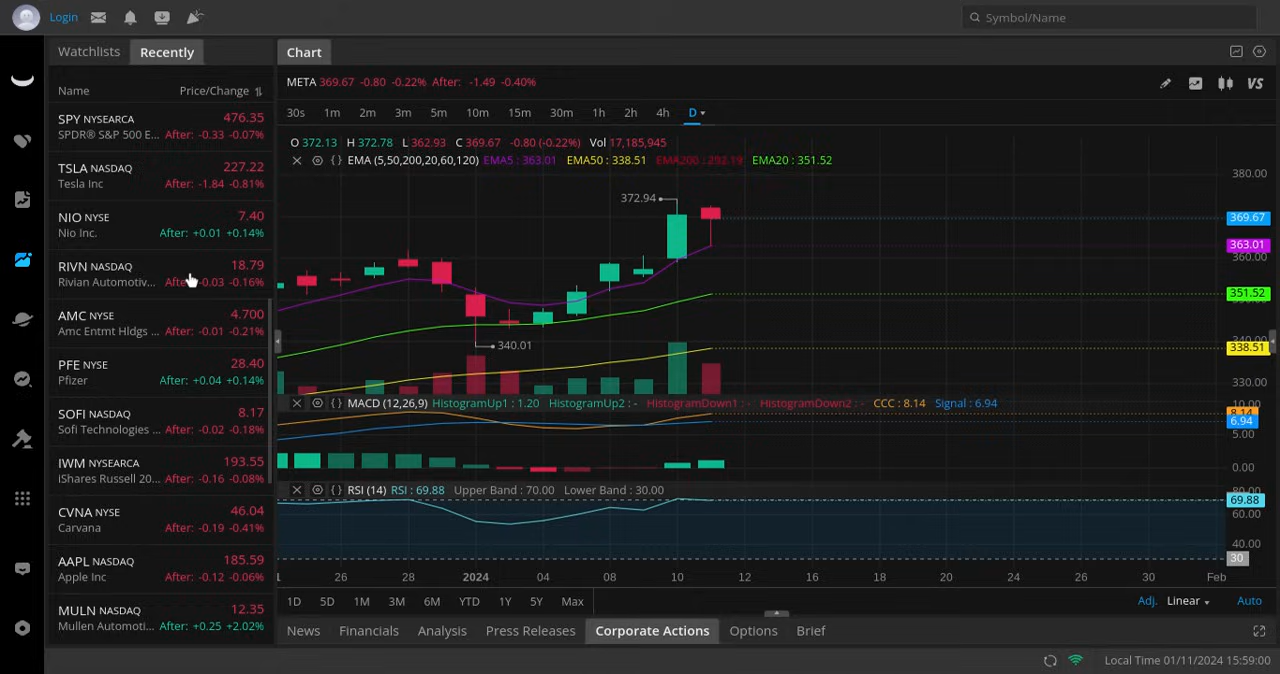 Login
Symbol/Name
Watchlists Recently
Chart
Name Price/Change
SPY NYSEARCA 476.35
SPDR® S&P 500 E... After: -0.33 -0.07%
TSLA NASDAQ 227.22
Tesla Inc After: -1.84 -0.81%
NIO NYSE 7.40
Nio Inc. After: +0.01 +0.14%
RIVN NASDAQ 18.79
Rivian Automotiv... -0.03 -0.16%
AMC NYSE 4.700
Amc Entmt Hldgs ... After: -0.01 -0.21%
PFE NYSE 28.40
Pfizer After: +0.04 +0.14%
SOFI NASDAQ 8.17
Sofi Technologies ... After: -0.02 -0.18%
IWM NYSEARCA 193.55
iShares Russell 20... After: -0.16 -0.08%
CVNA NYSE 46.04
Carvana After: -0.19 -0.41%
AAPL NASDAQ 185.59
Apple Inc After: -0.12 -0.06%
MULN NASDAQ 12.35
Mullen Automoti... After: +0.25 +2.02%
META 369.67 -0.80 -0.22% After: -1.49 -0.40%
VS
30s 1m 2m 3m 5m 10m 15m 30m 1h 2h 4h D
O 372.13 H 372.78 L 362.93 C 369.67 -0.80 (-0.22%) Vol 17,185,945
EMA (5,50,200,20,60,120) EMA5 : 363.01 EMA50 : 338.51 EMA200 : 292.19 EMA20 : 351.52
380.00
372.94
369.67
363.01
360.00
351.52
340.01
338.51
330.00
MACD (12,26,9) HistogramUp1 : 1.20 HistogramUp2 : - HistogramDown1 : - HistogramDown2 : - CCC : 8.14 Signal : 6.94
10.00
8.14
6.94
5.00
0.00
RSI (14) RSI : 69.88 Upper Band : 70.00 Lower Band : 30.00
69.88
60.00
40.00
30
26 28 2024 04 08 10 12 16 18 20 24 26 30 Feb
1D 5D 1M 3M 6M YTD 1Y 5Y Max
Adj. Linear Auto
News Financials Analysis Press Releases Corporate Actions Options Brief
Local Time 01/11/2024 15:59:00